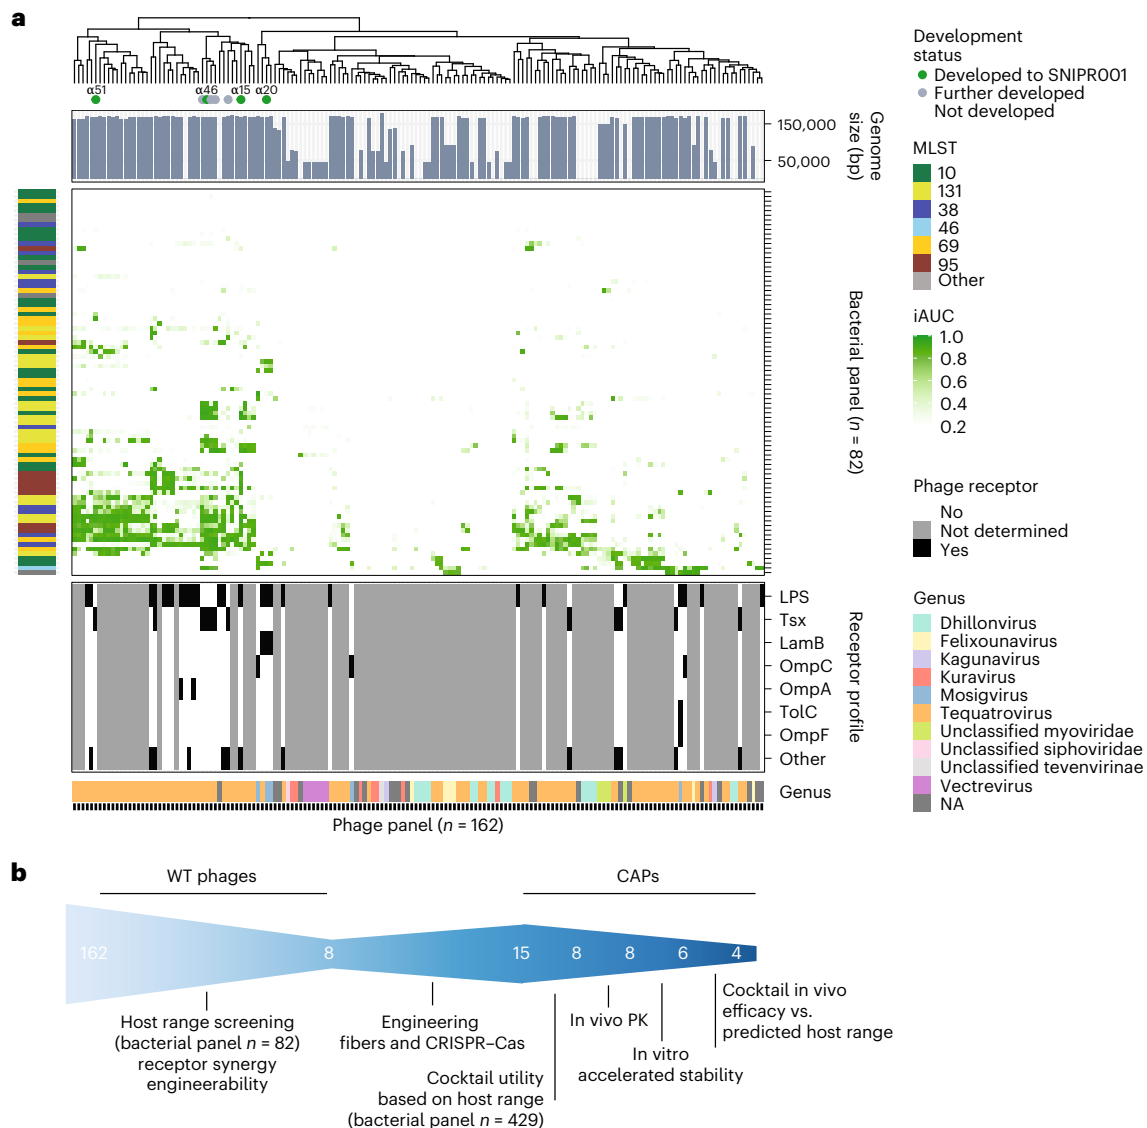 a
α51
α46
α15
α20
150,000
50,000
Genome
size (bp)
Bacterial panel (n = 82)
LPS
Tsx
LamB
OmpC
OmpA
TolC
OmpF
Other
Receptor profile
Genus
Phage panel (n = 162)
Development
status
Developed to SNIPR001
Further developed
Not developed
MLST
10
131
38
46
69
95
Other
iAUC
1.0
0.8
0.6
0.4
0.2
Phage receptor
No
Not determined
Yes
Genus
Dhillonvirus
Felixounavirus
Kagunavirus
Kuravirus
Mosigvirus
Tequatrovirus
Unclassified myoviridae
Unclassified siphoviridae
Unclassified tevenvirinae
Vectrevirus
NA
b
WT phages
CAPs
162
8
15
8
8
6
4
Host range screening
(bacterial panel n = 82)
receptor synergy
engineerability
Engineering
fibers and CRISPR–Cas
Cocktail utility
based on host range
(bacterial panel n = 429)
In vivo PK
In vitro
accelerated stability
Cocktail in vivo
efficacy vs.
predicted host range